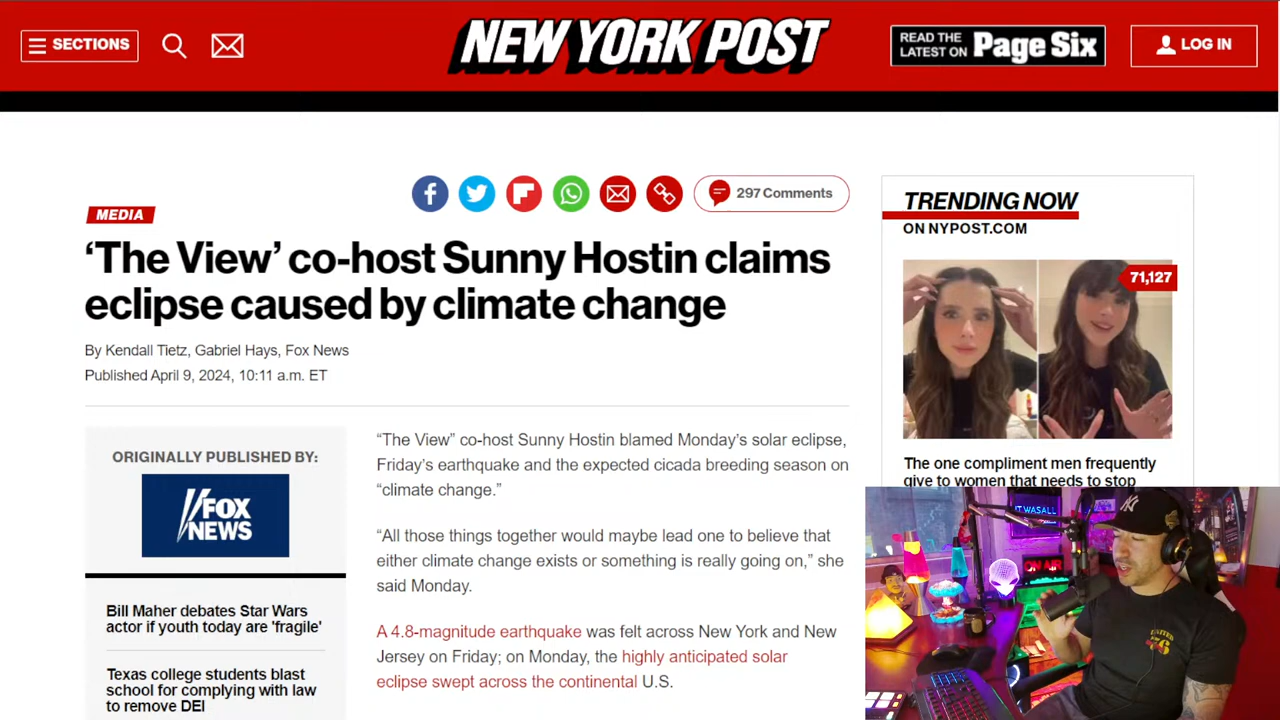 SECTIONS
NEW YORK POST
READ THE
LATEST ON
Page Six
LOG IN
297 Comments
MEDIA
‘The View’ co-host Sunny Hostin claims
eclipse caused by climate change
By Kendall Tietz, Gabriel Hays, Fox News
Published April 9, 2024, 10:11 a.m. ET
ORIGINALLY PUBLISHED BY:
FOX
NEWS
Bill Maher debates Star Wars
actor if youth today are 'fragile'
Texas college students blast
school for complying with law
to remove DEI
“The View” co-host Sunny Hostin blamed Monday’s solar eclipse,
Friday’s earthquake and the expected cicada breeding season on
“climate change.”
“All those things together would maybe lead one to believe that
either climate change exists or something is really going on,” she
said Monday.
A 4.8-magnitude earthquake was felt across New York and New
Jersey on Friday; on Monday, the highly anticipated solar
eclipse swept across the continental U.S.
TRENDING NOW
ON NYPOST.COM
71,127
The one compliment men frequently
give to women that needs to stop
ON AIR